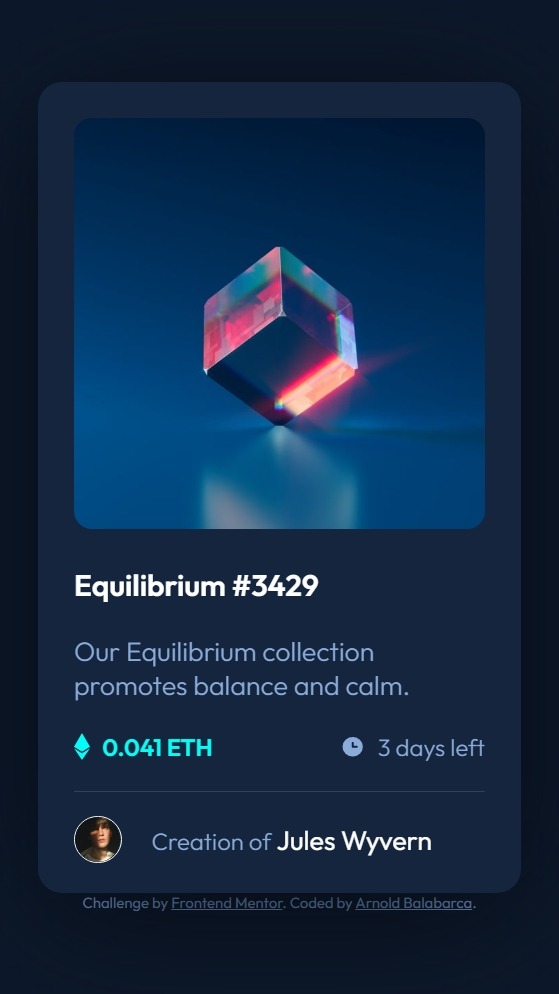 Equilibrium #3429
Our Equilibrium collection
promotes balance and calm.
0.041 ETH
3 days left
Creation of Jules Wyvern
Challenge by Frontend Mentor. Coded by Arnold Balabarca.